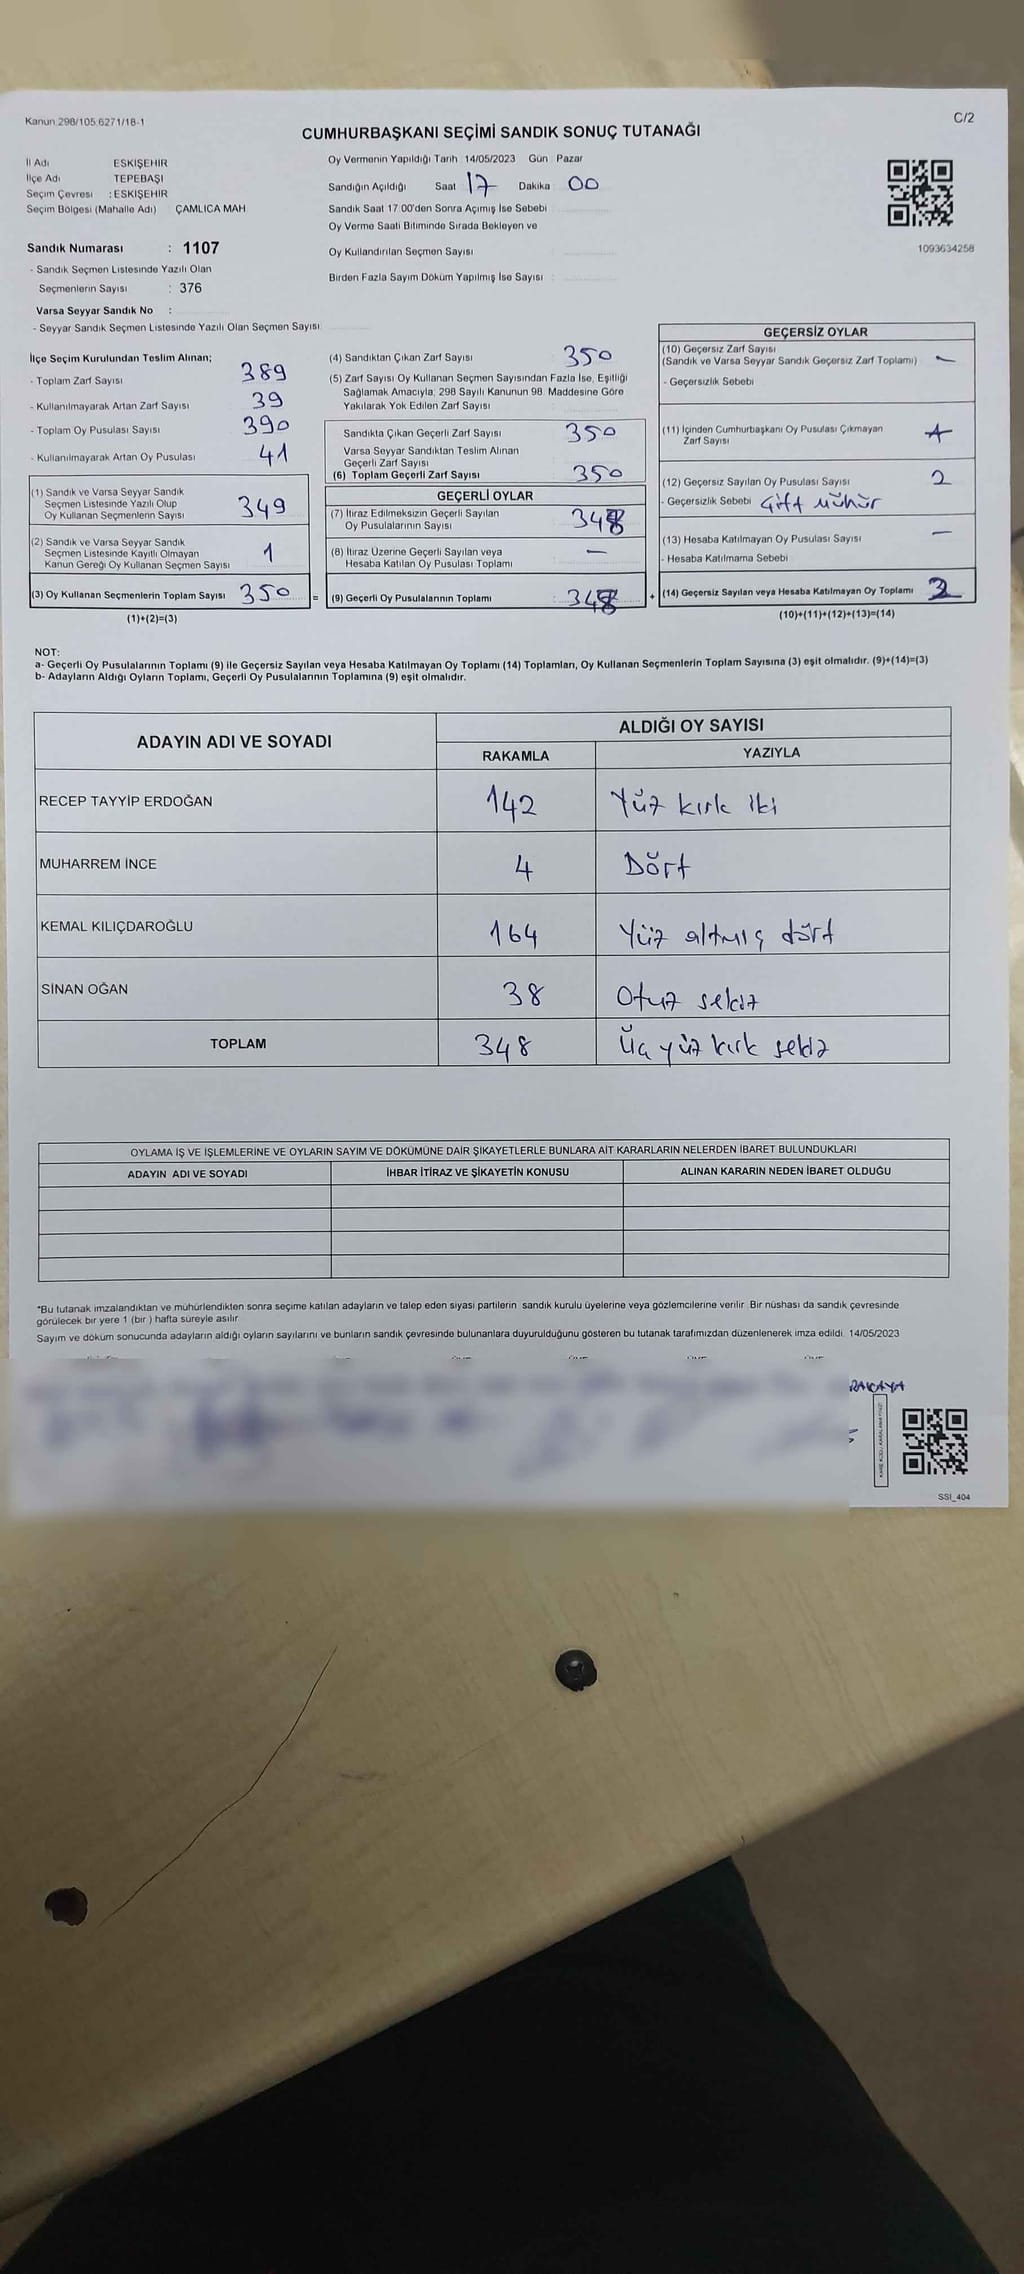 Kanun 298/105 6271/18-1
C/2
CUMHURBAŞKANI SEÇİMİ SANDIK SONUÇ TUTANAĞI
İl Adı ESKİŞEHİR
İlçe Adı TEPEBAŞI
Seçim Çevresi : ESKİŞEHİR
Seçim Bölgesi (Mahalle Adı) ÇAMLICA MAH.
Oy Vermenin Yapıldığı Tarih 14/05/2023 Gün Pazar
Sandığın Açıldığı Saat 17 Dakika 00
Sandık Saat 17 00'den Sonra Açımış İse Sebebi
Oy Verme Saati Bitiminde Sırada Bekleyen ve
Oy Kullandırılan Seçmen Sayısı
Birden Fazla Sayım Döküm Yapılmış İse Sayısı :
1093634258
Sandık Numarası : 1107
- Sandık Seçmen Listesinde Yazılı Olan
Seçmenlerin Sayısı : 376
Varsa Seyyar Sandık No :
- Seyyar Sandık Seçmen Listesinde Yazılı Olan Seçmen Sayısı
İlçe Seçim Kurulundan Teslim Alınan;
- Toplam Zarf Sayısı 389
- Kullanılmayarak Artan Zarf Sayısı 39
- Toplam Oy Pusulası Sayısı 390
- Kullanılmayarak Artan Oy Pusulası 41
(1) Sandık ve Varsa Seyyar Sandık
Seçmen Listesinde Yazılı Olup
Oy Kullanan Seçmenlerin Sayısı 349
(2) Sandık ve Varsa Seyyar Sandık
Seçmen Listesinde Kayıtlı Olmayan
Kanun Gereği Oy Kullanan Seçmen Sayısı 1
(3) Oy Kullanan Seçmenlerin Toplam Sayısı 350 =
(1)+(2)=(3)
(4) Sandıktan Çıkan Zarf Sayısı 350
(5) Zarf Sayısı Oy Kullanan Seçmen Sayısından Fazla İse, Eşitliği
Sağlamak Amacıyla, 298 Sayılı Kanunun 98. Maddesine Göre
Yakılarak Yok Edilen Zarf Sayısı
Sandıkta Çıkan Geçerli Zarf Sayısı 350
Varsa Seyyar Sandıktan Teslim Alınan
Geçerli Zarf Sayısı
(6) Toplam Geçerli Zarf Sayısı 350
GEÇERLİ OYLAR
(7) İtiraz Edilmeksizin Geçerli Sayılan
Oy Pusulalarının Sayısı 348
(8) İtiraz Üzerine Geçerli Sayılan veya
Hesaba Katılan Oy Pusulası Toplamı —
(9) Geçerli Oy Pusulalarının Toplamı : 348 +
GEÇERSİZ OYLAR
(10) Geçersiz Zarf Sayısı
(Sandık ve Varsa Seyyar Sandık Geçersiz Zarf Toplamı) —
- Geçersizlik Sebebi
(11) İçinden Cumhurbaşkanı Oy Pusulası Çıkmayan
Zarf Sayısı
(12) Geçersiz Sayılan Oy Pusulası Sayısı 2
- Geçersizlik Sebebi Çift Mühür
(13) Hesaba Katılmayan Oy Pusulası Sayısı —
- Hesaba Katılmama Sebebi
(14) Geçersiz Sayılan veya Hesaba Katılmayan Oy Toplamı 2
(10)+(11)+(12)+(13)=(14)
NOT:
a- Geçerli Oy Pusulalarının Toplamı (9) ile Geçersiz Sayılan veya Hesaba Katılmayan Oy Toplamı (14) Toplamları, Oy Kullanan Seçmenlerin Toplam Sayısına (3) eşit olmalıdır. (9)+(14)=(3)
b- Adayların Aldığı Oyların Toplamı, Geçerli Oy Pusulalarının Toplamına (9) eşit olmalıdır.
ADAYIN ADI VE SOYADI ALDIĞI OY SAYISI
RAKAMLA YAZIYLA
RECEP TAYYİP ERDOĞAN 142 Yüz kırk iki
MUHARREM İNCE 4 Dört
KEMAL KILIÇDAROĞLU 164 Yüz altmış dört
SİNAN OĞAN 38 Otuz sekiz
TOPLAM 348 Üç yüz kırk sekiz
OYLAMA İŞ VE İŞLEMLERİNE VE OYLARIN SAYIM VE DÖKÜMÜNE DAİR ŞİKAYETLERLE BUNLARA AİT KARARLARIN NELERDEN İBARET BULUNDUKLARI
ADAYIN ADI VE SOYADI İHBAR İTİRAZ VE ŞİKAYETİN KONUSU ALINAN KARARIN NEDEN İBARET OLDUĞU
*Bu tutanak imzalandıktan ve mühürlendikten sonra seçime katılan adayların ve talep eden siyasi partilerin sandık kurulu üyelerine veya gözlemcilerine verilir. Bir nüshası da sandık çevresinde
görülecek bir yere 1 (bir ) hafta süreyle asılır
Sayım ve döküm sonucunda adayların aldığı oyların sayılarını ve bunların sandık çevresinde bulunanlara duyurulduğunu gösteren bu tutanak tarafımızdan düzenlenerek imza edildi. 14/05/2023
RAKAYA
SSI_404